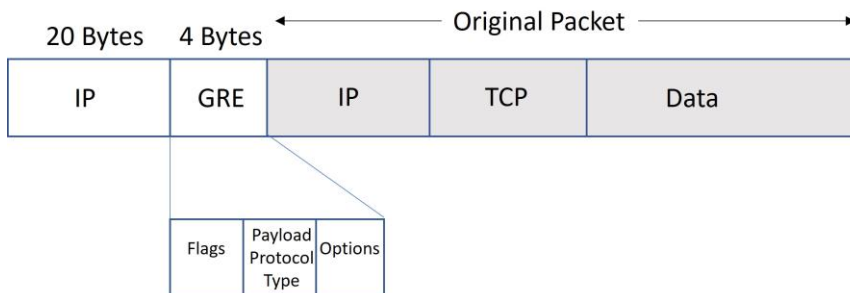 20 Bytes 4 Bytes Original Packet
IP GRE IP TCP Data
Flags Payload Protocol Type Options